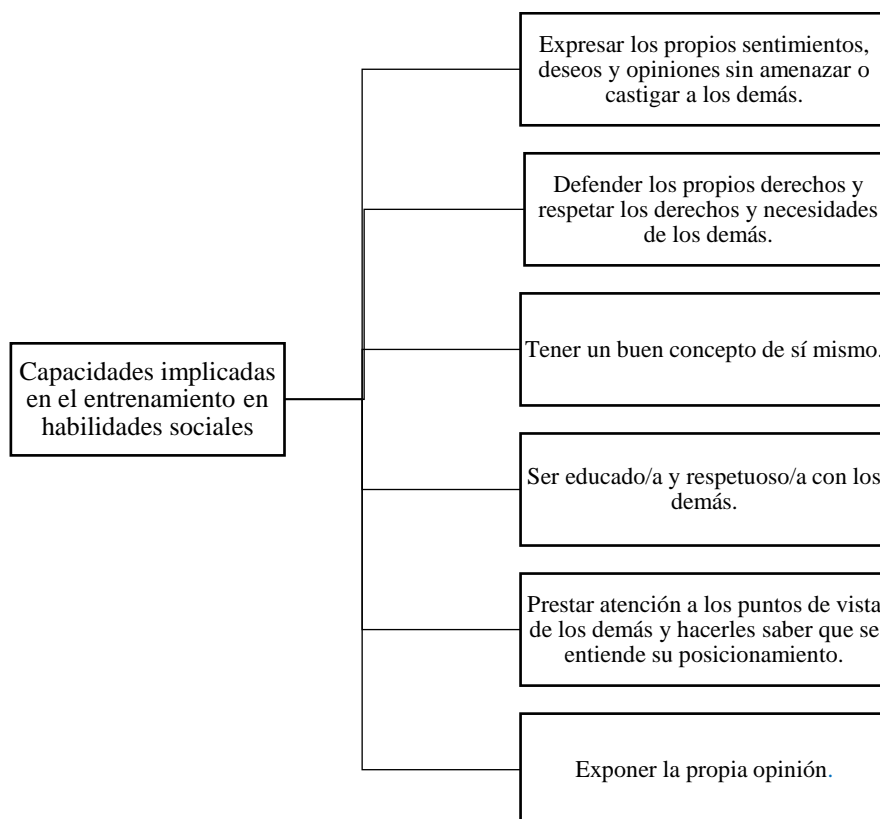 Expresar los propios sentimientos,
deseos y opiniones sin amenazar o
castigar a los demás.
Defender los propios derechos y
respetar los derechos y necesidades
de los demás.
Tener un buen concepto de sí mismo.
Capacidades implicadas
en el entrenamiento en
habilidades sociales
Ser educado/a y respetuoso/a con los
demás.
Prestar atención a los puntos de vista
de los demás y hacerles saber que se
entiende su posicionamiento.
Exponer la propia opinión.